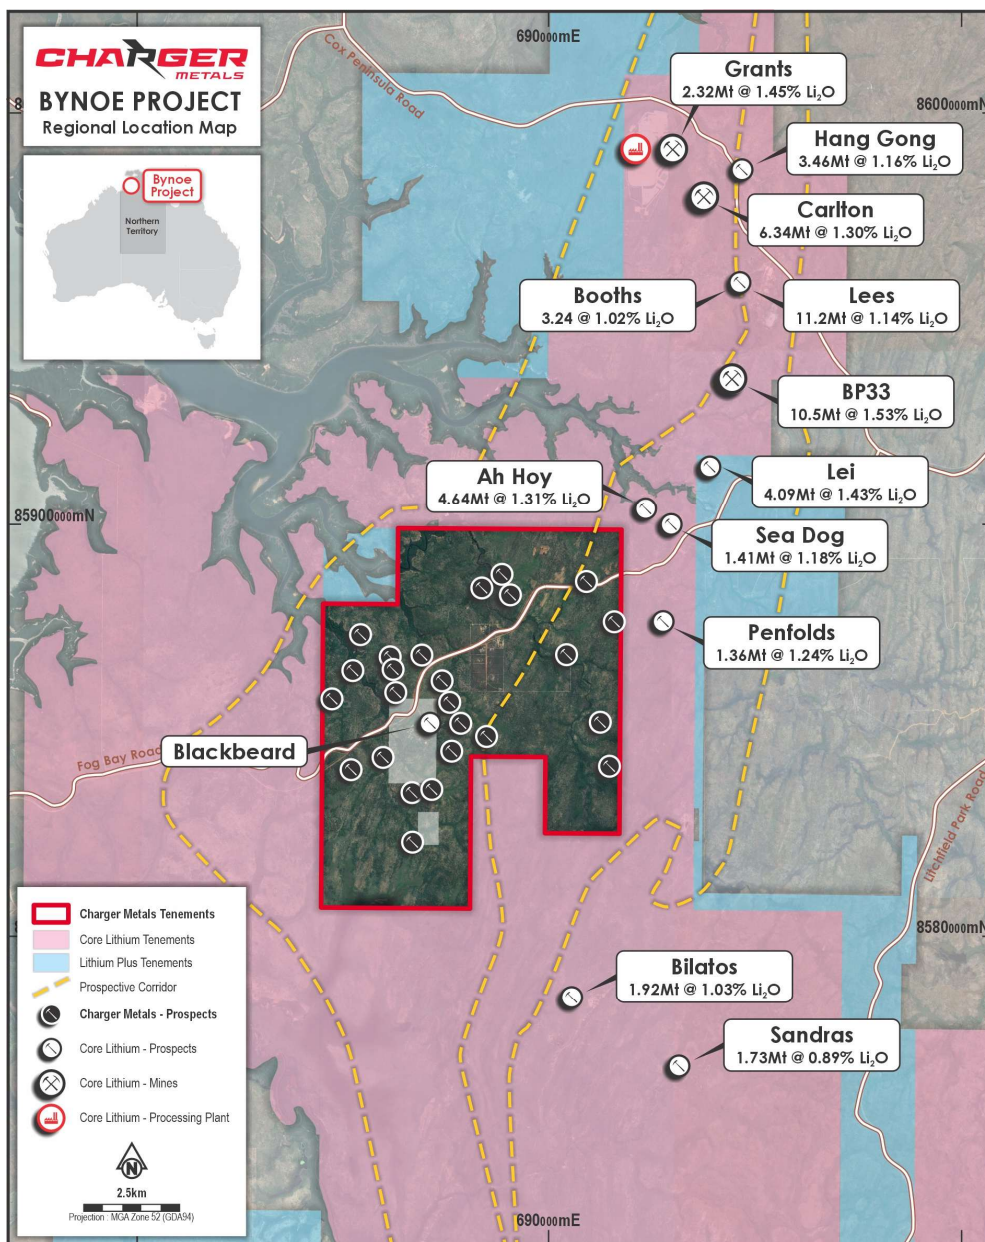 CHARGER
METALS
BYNOE PROJECT
Regional Location Map
Bynoe
Project
Northern
Territory
690000mE
8600000mN
Cox Peninsula Road
Grants
2.32Mt @ 1.45% Li₂O
Hang Gong
3.46Mt @ 1.16% Li₂O
Carlton
6.34Mt @ 1.30% Li₂O
Booths
3.24 @ 1.02% Li₂O
Lees
11.2Mt @ 1.14% Li₂O
BP33
10.5Mt @ 1.53% Li₂O
Ah Hoy
4.64Mt @ 1.31% Li₂O
Lei
4.09Mt @ 1.43% Li₂O
85900000mN
Sea Dog
1.41Mt @ 1.18% Li₂O
Penfolds
1.36Mt @ 1.24% Li₂O
Blackbeard
Fog Bay Road
Litchfield Park Road
8580000mN
Bilatos
1.92Mt @ 1.03% Li₂O
Sandras
1.73Mt @ 0.89% Li₂O
Charger Metals Tenements
Core Lithium Tenements
Lithium Plus Tenements
Prospective Corridor
Charger Metals - Prospects
Core Lithium - Prospects
Core Lithium - Mines
Core Lithium - Processing Plant
N
2.5km
Projection : MGA Zone 52 (GDA94)
690000mE